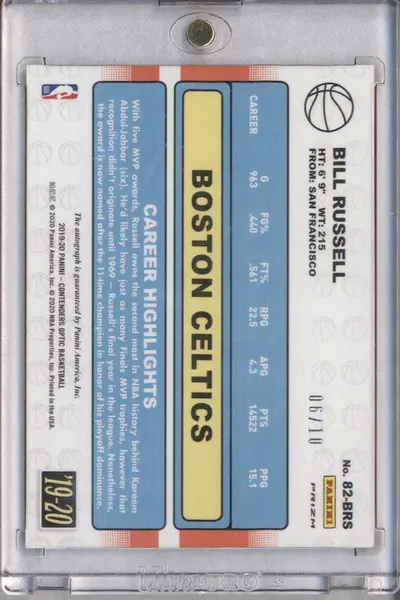 BILL RUSSELL
HT: 6' 9" WT: 215
FROM: SAN FRANCISCO
06/10
No. 82-BRS
PANINI
PRIZM
G FG% FT% RPG APG PTS PPG
CAREER 963 .440 .561 22.5 4.3 14522 15.1
BOSTON CELTICS
CAREER HIGHLIGHTS
With five MVP awards, Russell owns the second most in NBA history behind Kareem
Abdul-Jabbar (six). He'd likely have just as many Finals MVP trophies, however that
recognition didn't originate until 1969 — Russell's final year in the league. Nonetheless,
the award is now named after the 11-time champion in honor of his playoff dominance.
The autograph is guaranteed by Panini America, Inc.
2019-20 PANINI - CONTENDERS OPTIC BASKETBALL
© 2020 Panini America, Inc. © 2020 NBA Properties, Inc. Printed in the USA.
'19-20